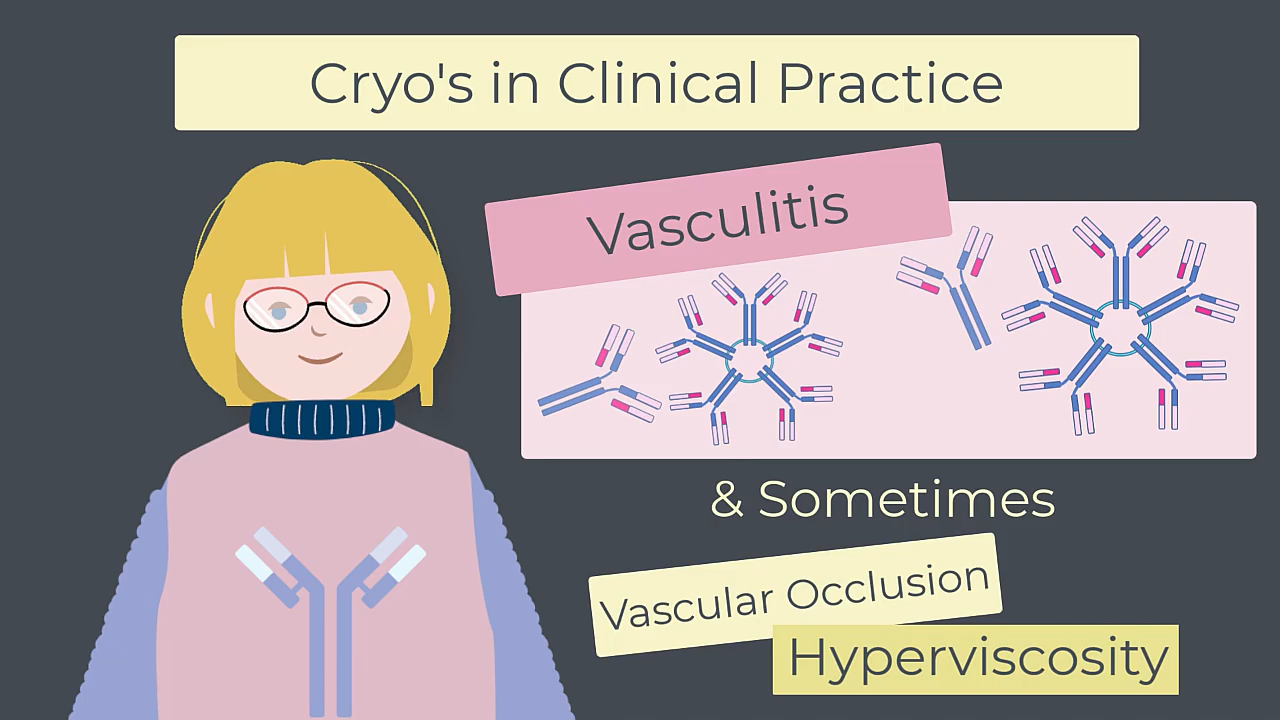 Cryo's in Clinical Practice
Vasculitis
& Sometimes
Vascular Occlusion
Hyperviscosity